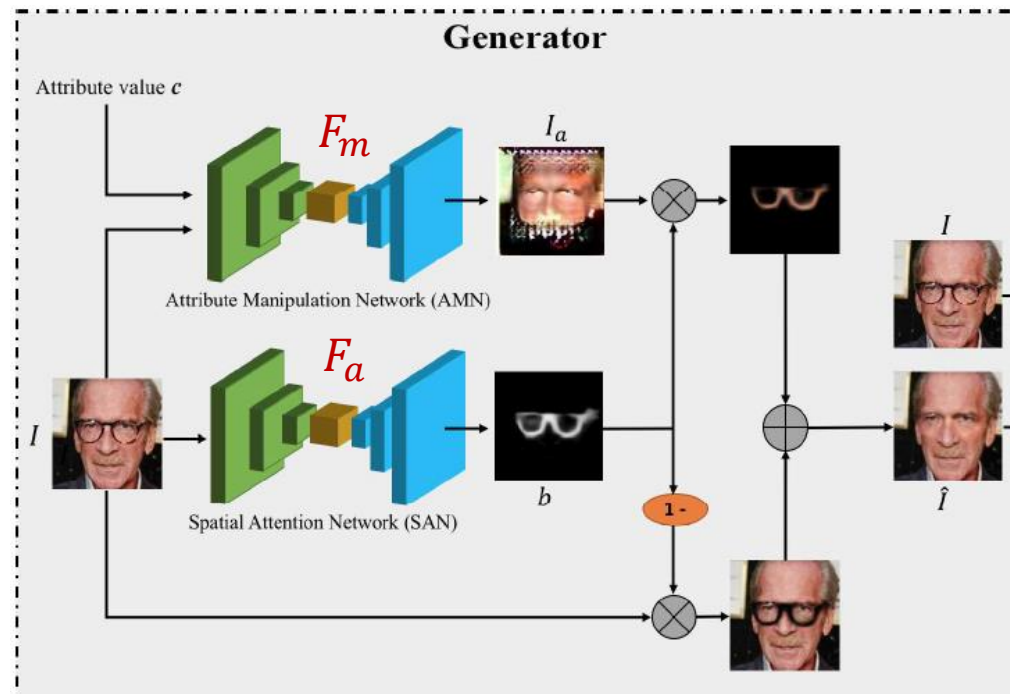 Generator
Attribute value c
F_m
I_a
I
Attribute Manipulation Network (AMN)
F_a
I
b
Î
Spatial Attention Network (SAN)
1 -